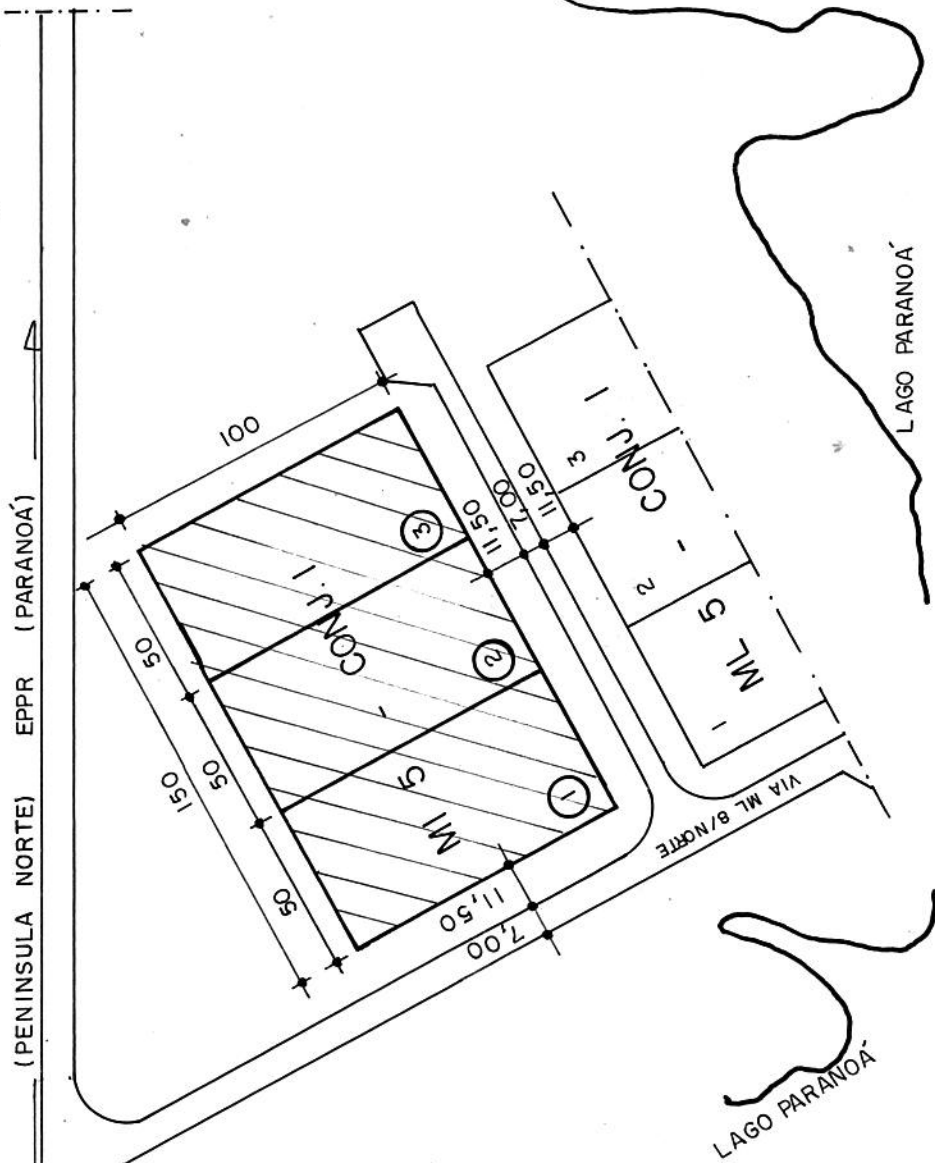 (PENINSULA NORTE) EPPR (PARANOÁ)
100
50
50
50
150
MI 5 - CONJ. 1
3
2
1
11,50
7,00
11,50
11,50
7,00
ML 5 - CONJ. 1
1
2
3
VIA ML 8/NORTE
LAGO PARANOÁ
LAGO PARANOÁ